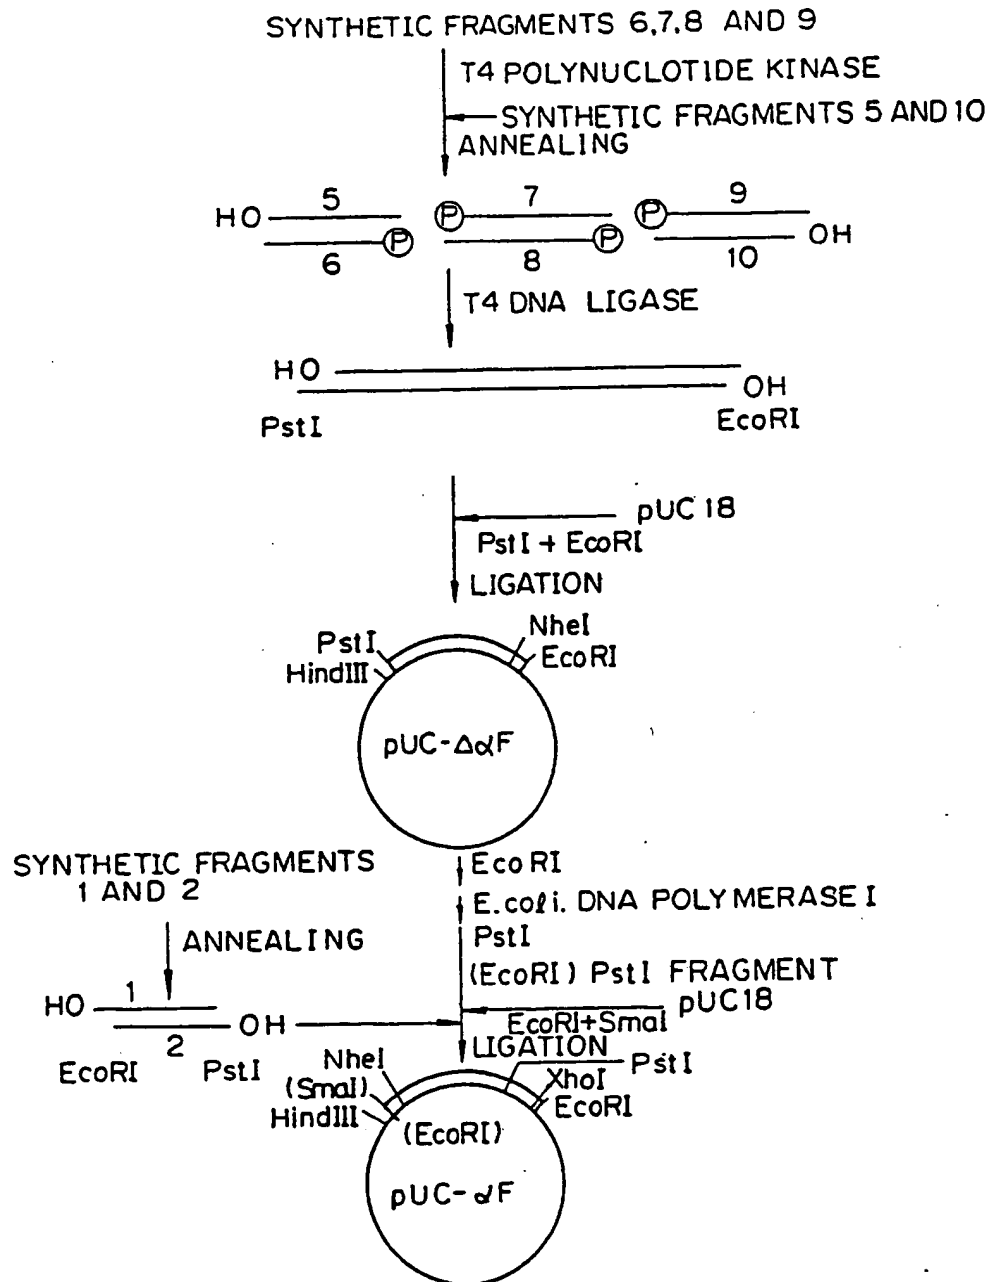 SYNTHETIC FRAGMENTS 6,7,8 AND 9
T4 POLYNUCLOTIDE KINASE
SYNTHETIC FRAGMENTS 5 AND 10
ANNEALING
HO 5 P 7 P 9
6 P 8 P 10 OH
T4 DNA LIGASE
HO
OH
PstI EcoRI
pUC 18
PstI + EcoRI
LIGATION
PstI NheI
HindIII EcoRI
pUC-ΔαF
SYNTHETIC FRAGMENTS
1 AND 2
ANNEALING
HO 1
2 OH
EcoRI PstI
EcoRI
E.coli. DNA POLYMERASE I
PstI
(EcoRI) PstI FRAGMENT
pUC18
EcoRI+SmaI
LIGATION
NheI PstI
(SmaI) XhoI
HindIII EcoRI
(EcoRI)
pUC-αF